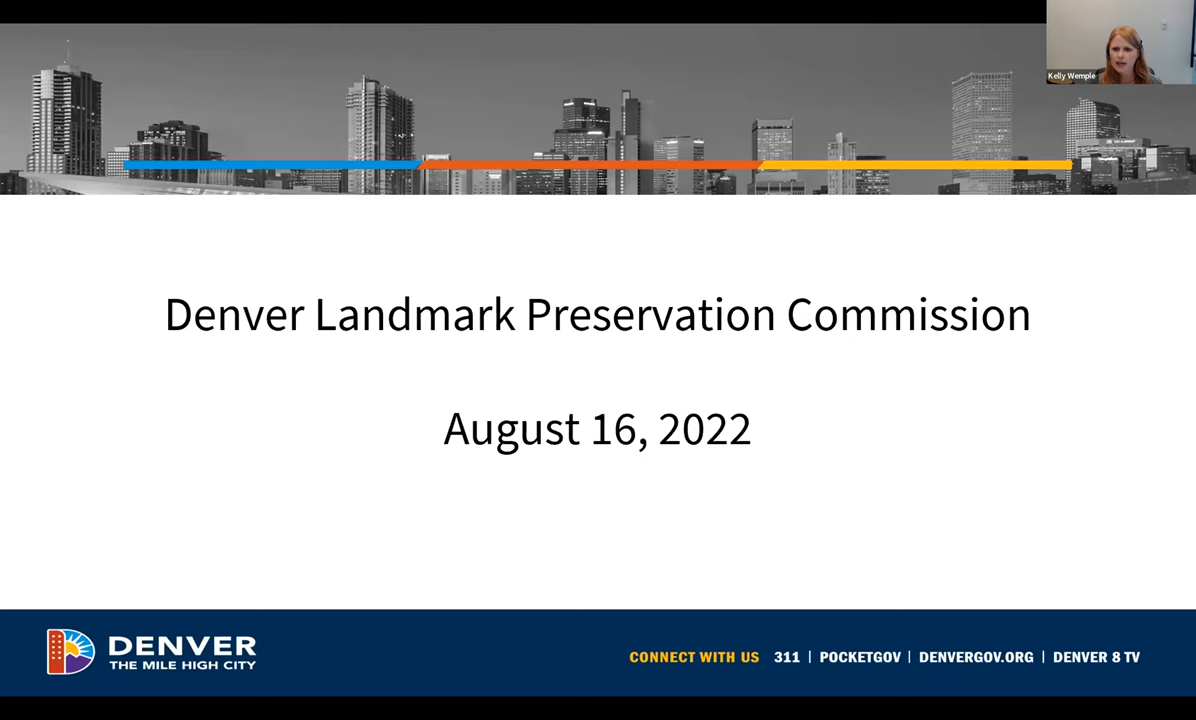 Kelly Wemple
Denver Landmark Preservation Commission
August 16, 2022
DENVER
THE MILE HIGH CITY
CONNECT WITH US 311 | POCKETGOV | DENVERGOV.ORG | DENVER 8 TV